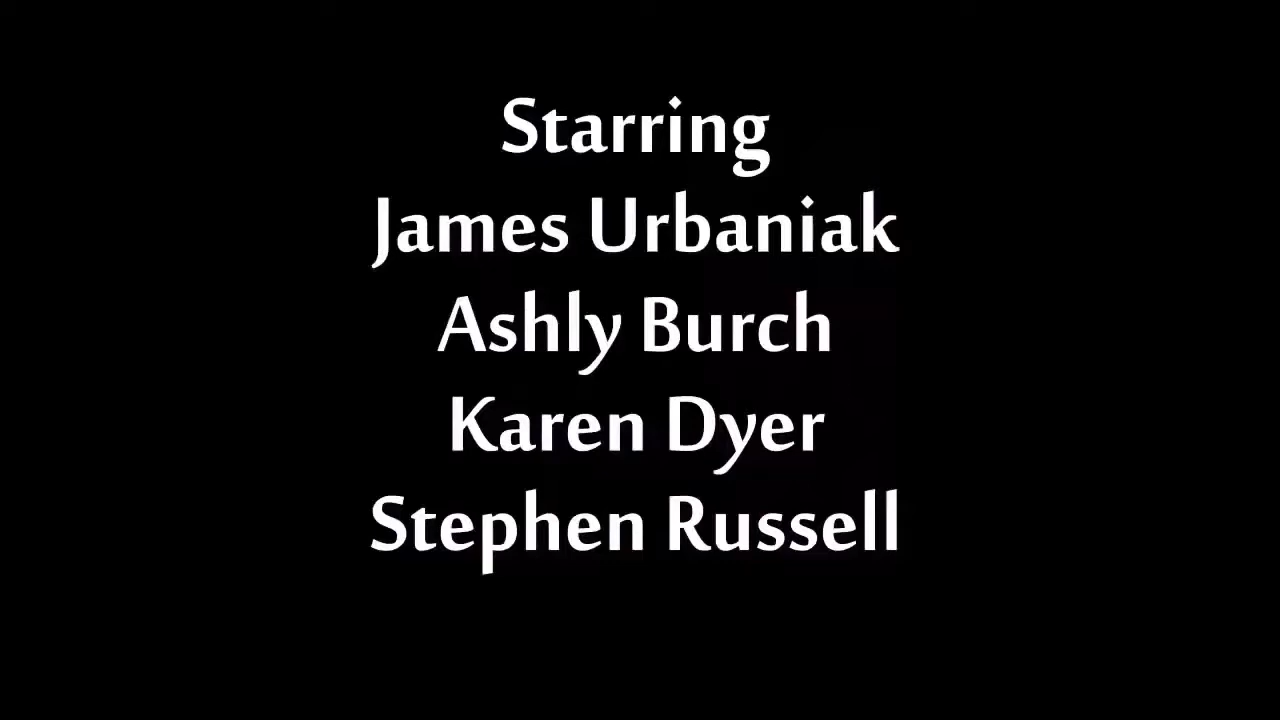 Starring
James Urbaniak
Ashly Burch
Karen Dyer
Stephen Russell